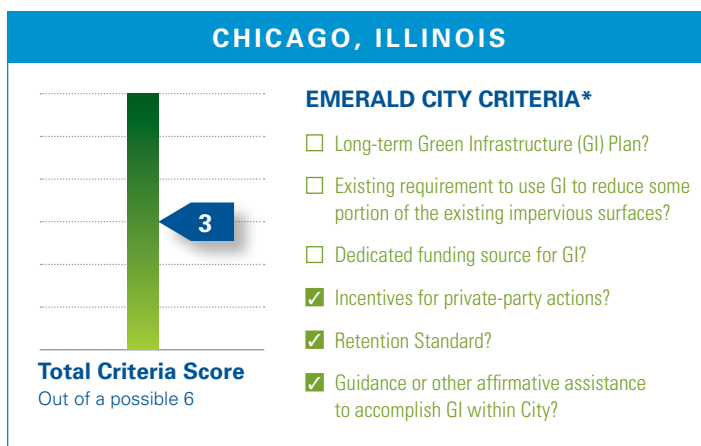 CHICAGO, ILLINOIS
3
Total Criteria Score
Out of a possible 6
EMERALD CITY CRITERIA*
Long-term Green Infrastructure (GI) Plan?
Existing requirement to use GI to reduce some
portion of the existing impervious surfaces?
Dedicated funding source for GI?
Incentives for private-party actions?
Retention Standard?
Guidance or other affirmative assistance
to accomplish GI within City?